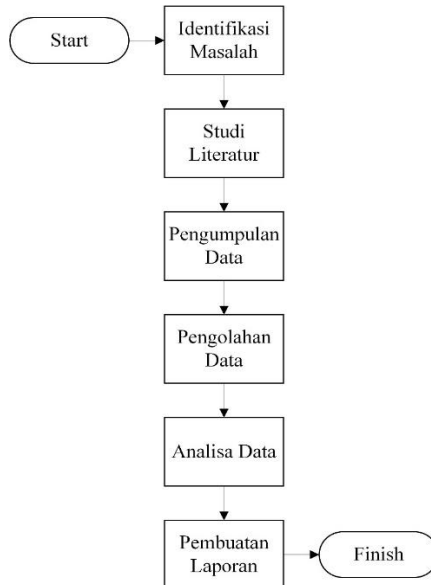 Start
Identifikasi
Masalah
Studi
Literatur
Pengumpulan
Data
Pengolahan
Data
Analisa Data
Pembuatan
Laporan
Finish